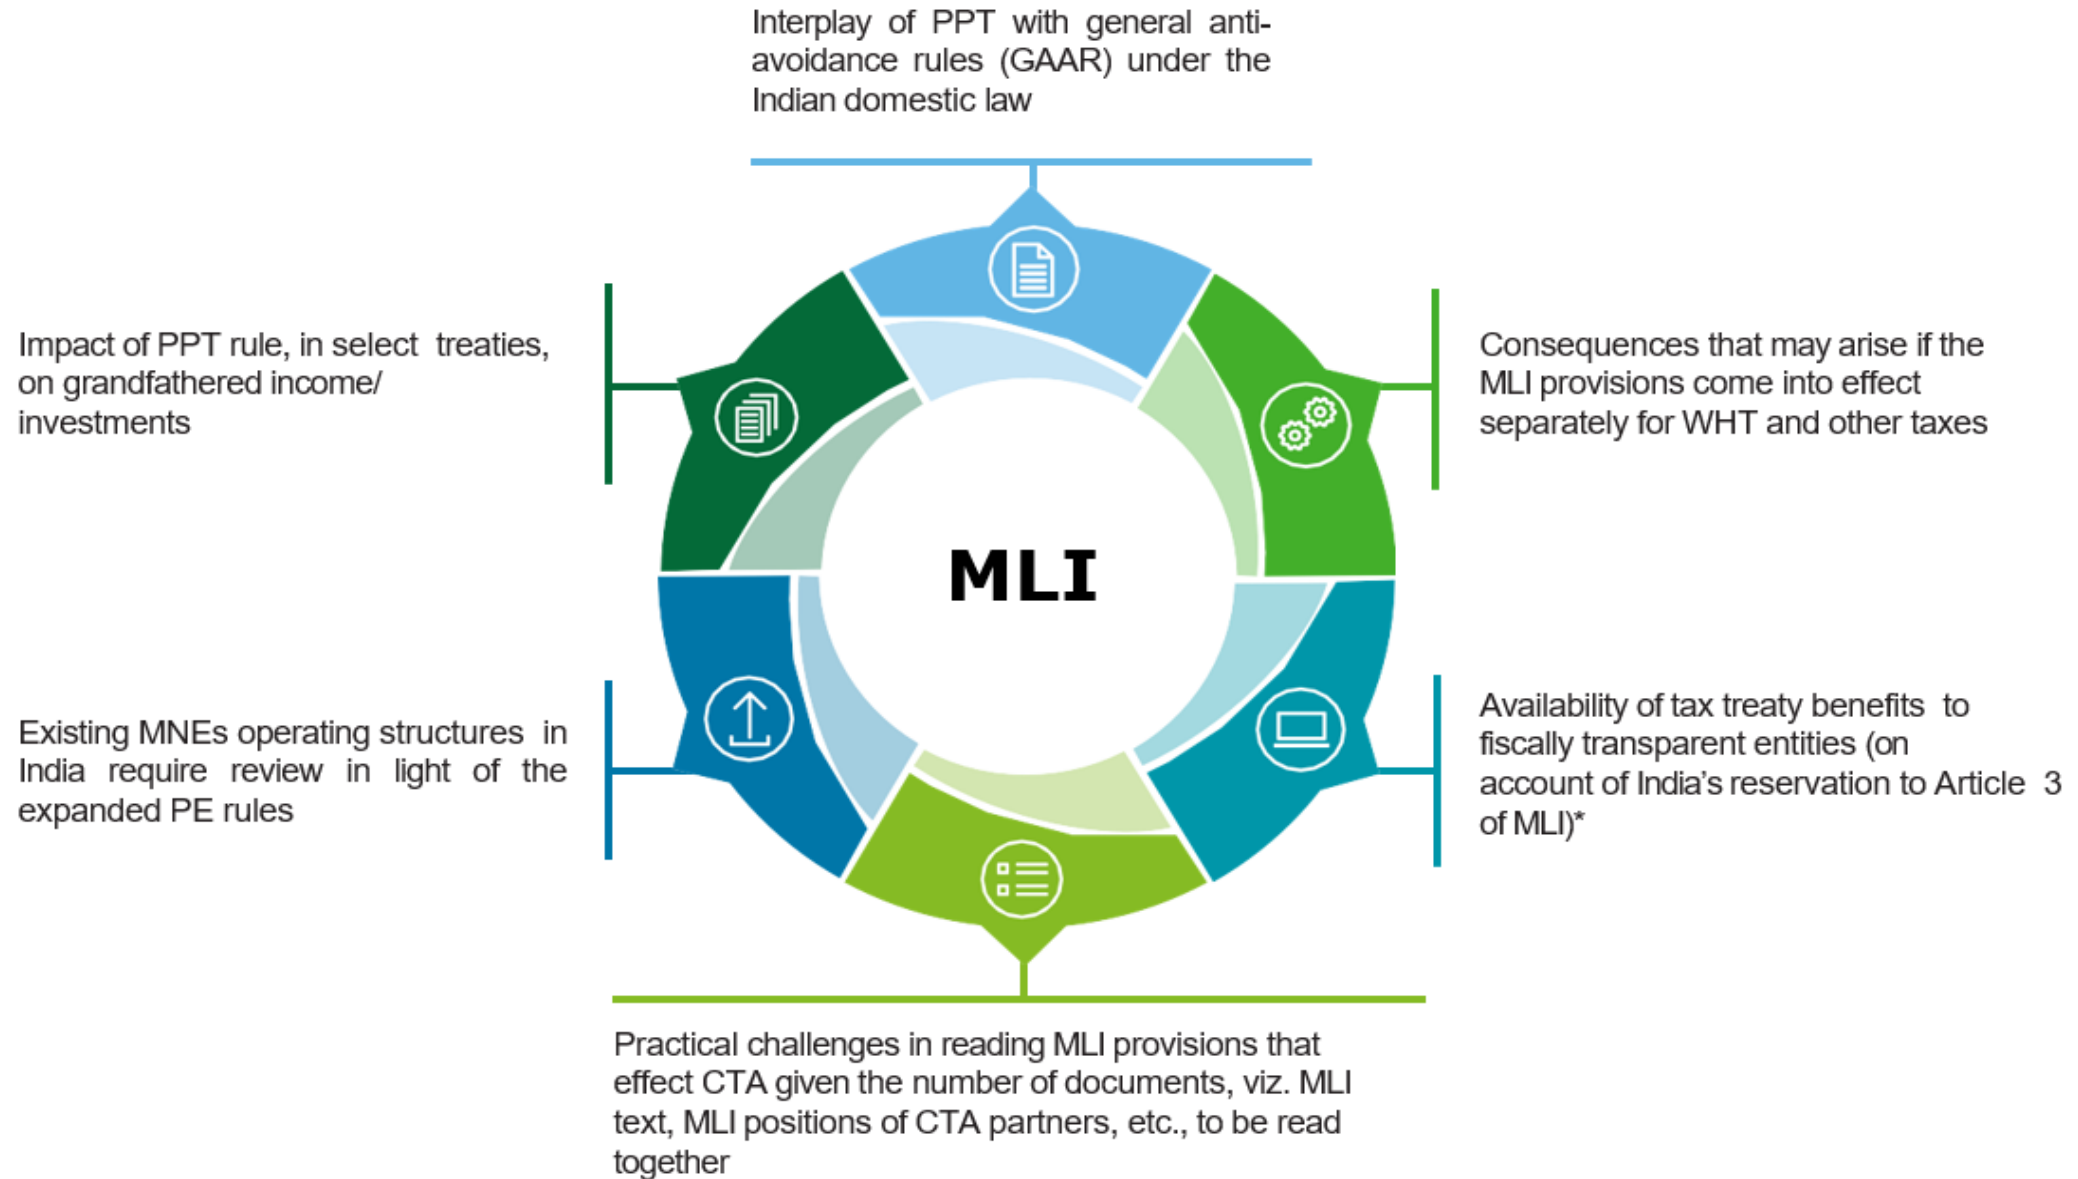 Interplay of PPT with general anti-
avoidance rules (GAAR) under the
Indian domestic law
Impact of PPT rule, in select treaties,
on grandfathered income/
investments
Consequences that may arise if the
MLI provisions come into effect
separately for WHT and other taxes
MLI
Existing MNEs operating structures in
India require review in light of the
expanded PE rules
Availability of tax treaty benefits to
fiscally transparent entities (on
account of India's reservation to Article 3
of MLI)*
Practical challenges in reading MLI provisions that
effect CTA given the number of documents, viz. MLI
text, MLI positions of CTA partners, etc., to be read
together